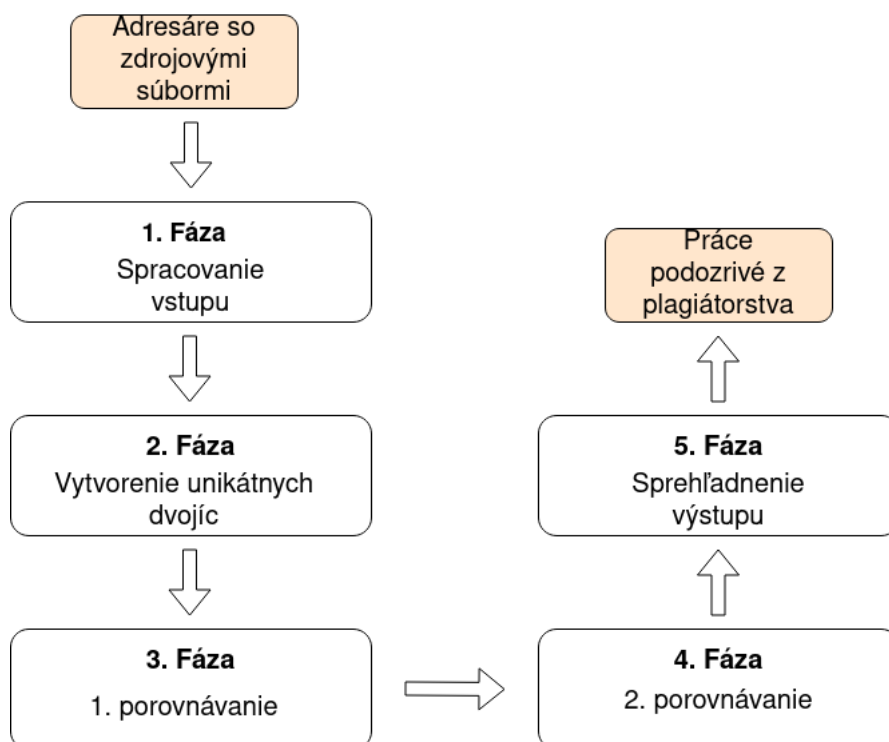 Adresáre so
zdrojovými
súbormi
1. Fáza
Spracovanie
vstupu
2. Fáza
Vytvorenie unikátnych
dvojíc
3. Fáza
1. porovnávanie
4. Fáza
2. porovnávanie
5. Fáza
Sprehľadnenie
výstupu
Práce
podozrivé z
plagiátorstva